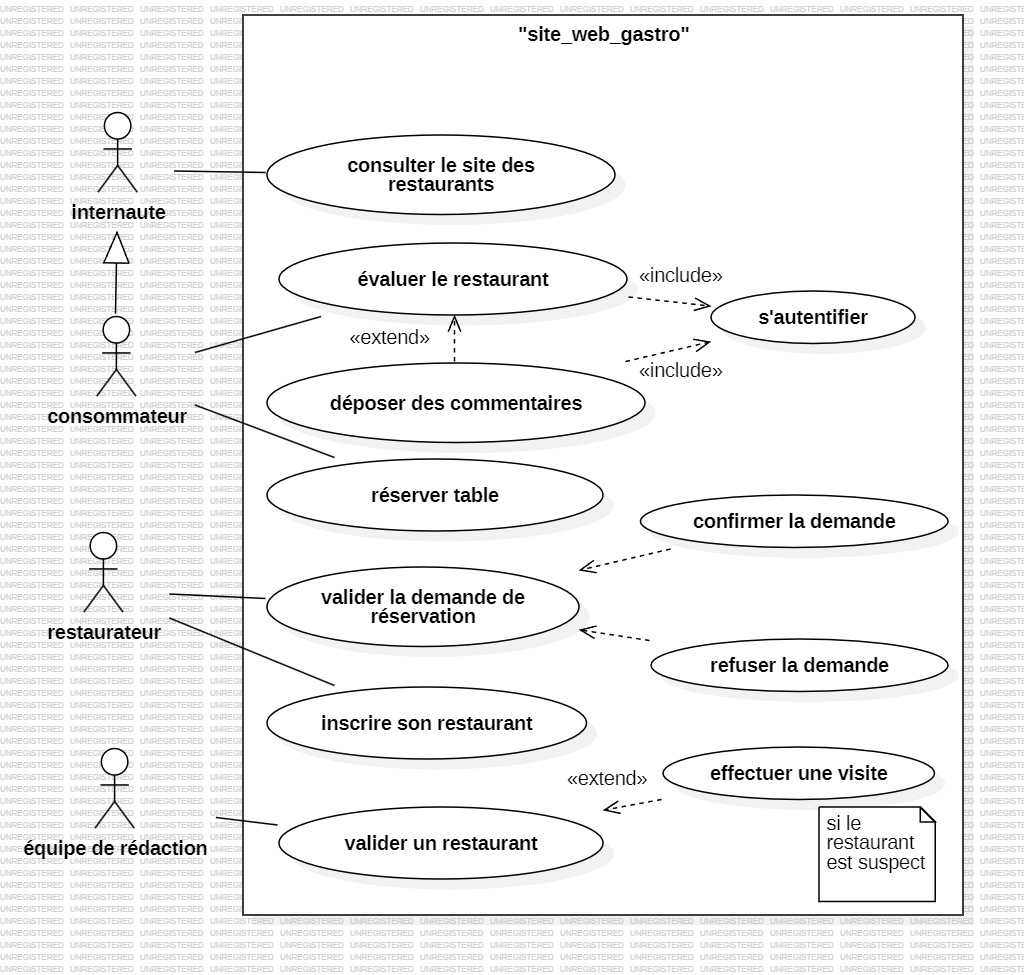 "site_web_gastro"
consulter le site des
restaurants
internaute
évaluer le restaurant
«include»
s'autentifier
«extend»
«include»
déposer des commentaires
consommateur
réserver table
confirmer la demande
valider la demande de
réservation
restaurateur
refuser la demande
inscrire son restaurant
effectuer une visite
«extend»
valider un restaurant
équipe de rédaction
si le
restaurant
est suspect
UNREGISTERED